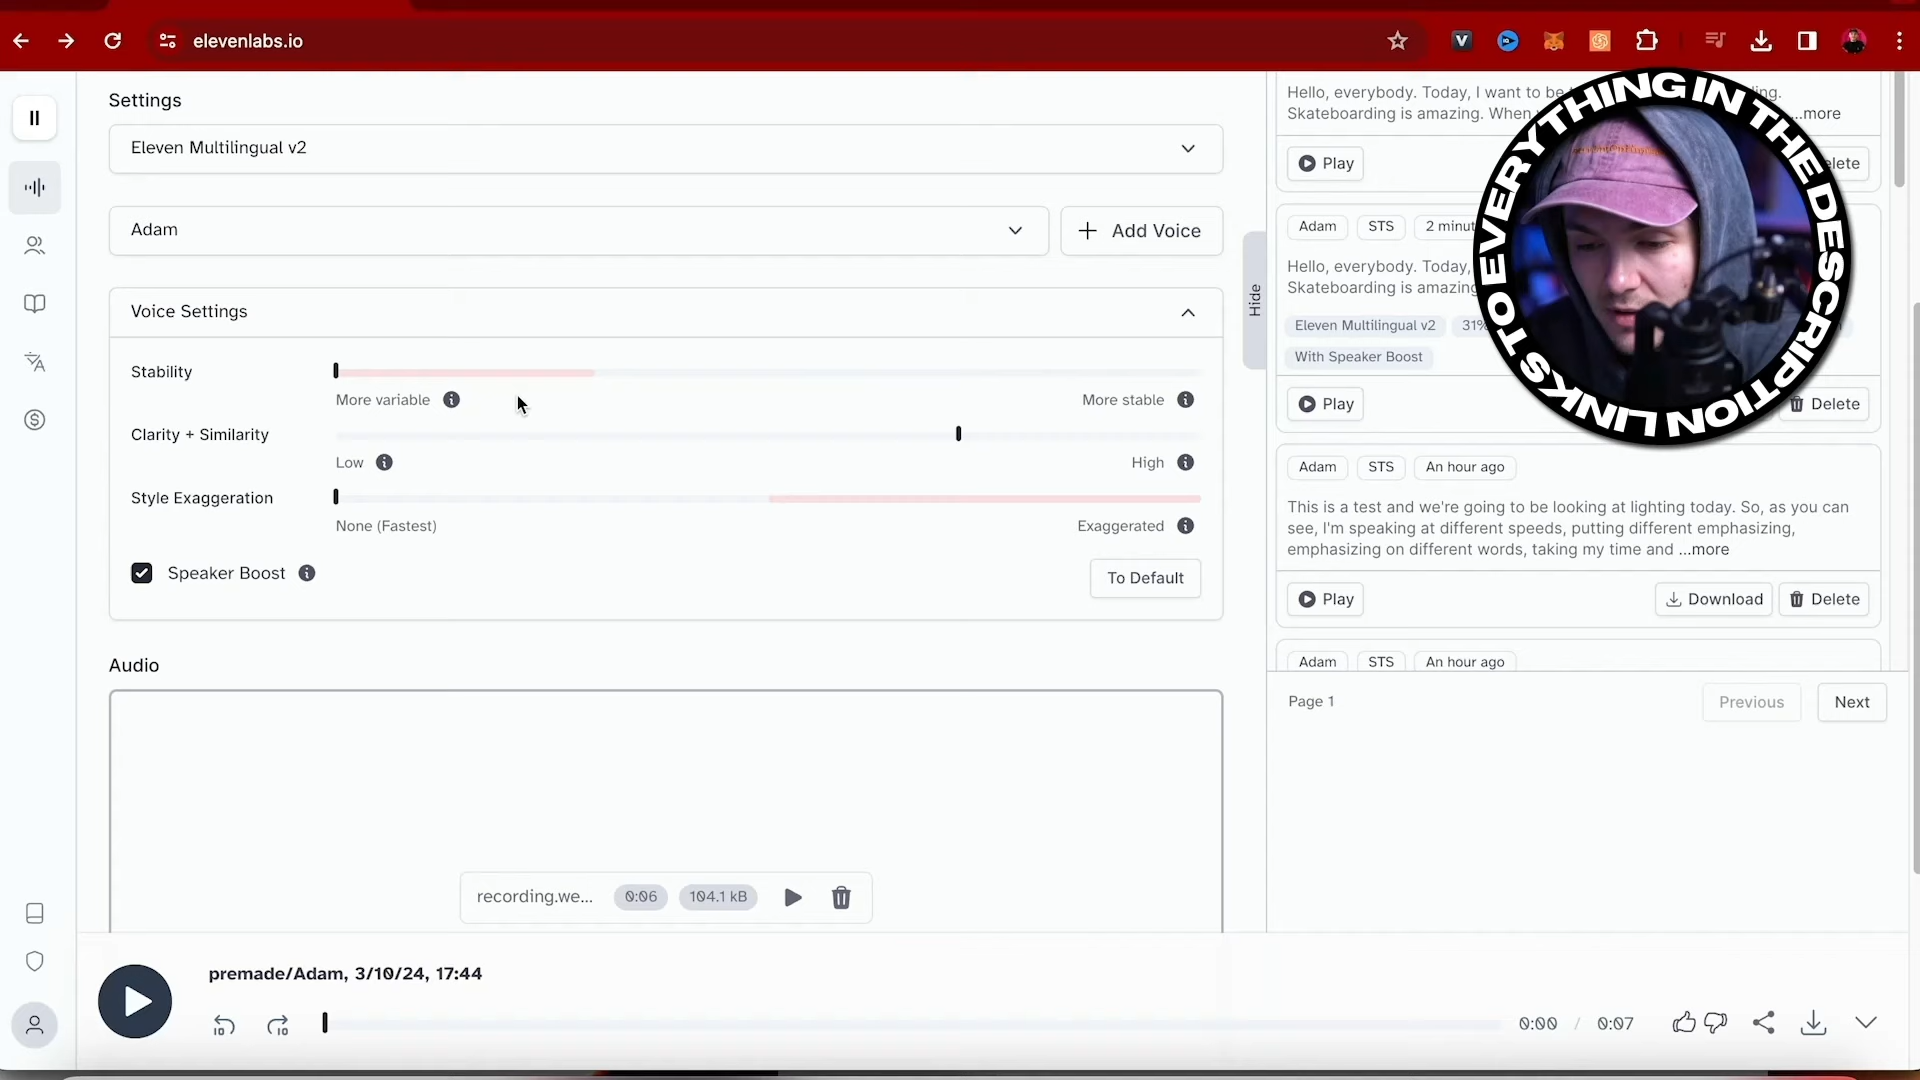 elevenlabs.io
Settings
Eleven Multilingual v2
Adam
Add Voice
Voice Settings
Stability
More variable
More stable
Clarity + Similarity
Low
High
Style Exaggeration
None (Fastest)
Exaggerated
Speaker Boost
To Default
Audio
recording.we...
0:06
104.1 kB
Hide
Hello, everybody. Today, I want to be
Skateboarding is amazing. When
...more
Play
Adam
STS
2 minut
Hello, everybody. Today,
Skateboarding is amazing
Eleven Multilingual v2
31%
With Speaker Boost
Play
Delete
Adam
STS
An hour ago
This is a test and we're going to be looking at lighting today. So, as you can
see, I'm speaking at different speeds, putting different emphasizing,
emphasizing on different words, taking my time and ...more
Play
Download
Delete
Adam
STS
An hour ago
Page 1
Previous
Next
LINKS TO EVERYTHING IN THE DESCRIPTION
premade/Adam, 3/10/24, 17:44
10
10
0:00 / 0:07